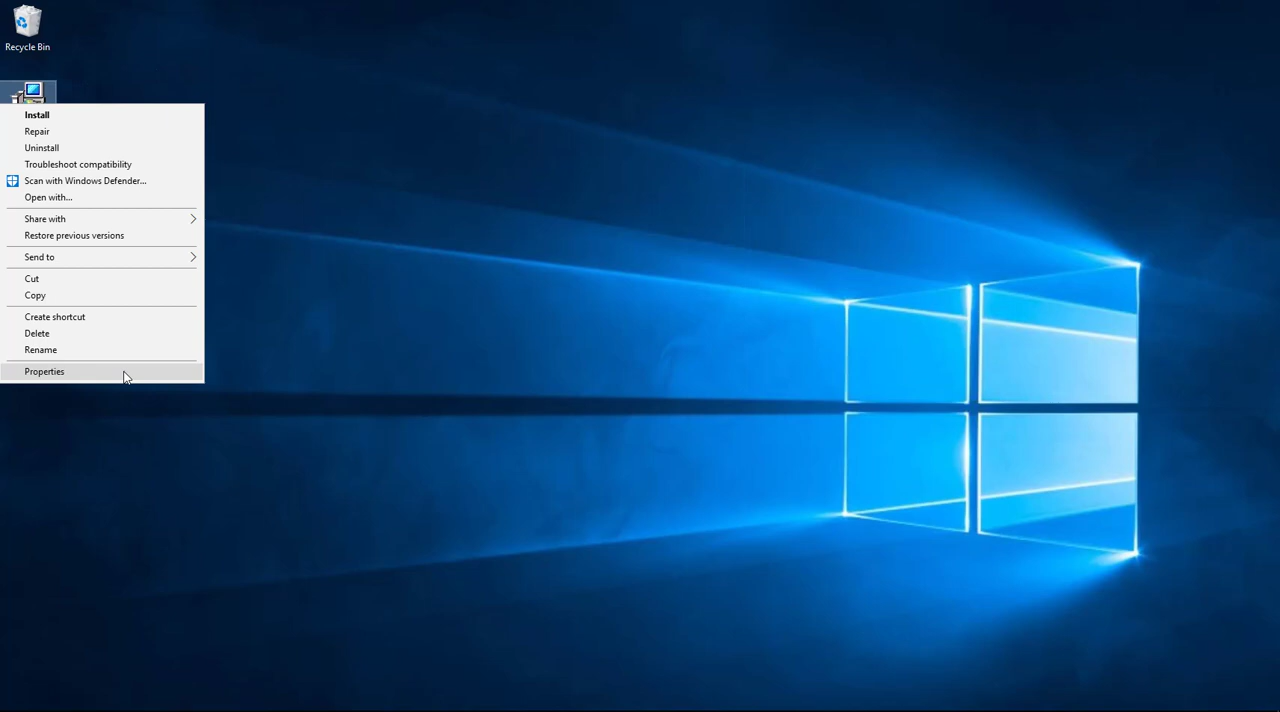 Recycle Bin
Install
Repair
Uninstall
Troubleshoot compatibility
Scan with Windows Defender...
Open with...
Share with
Restore previous versions
Send to
Cut
Copy
Create shortcut
Delete
Rename
Properties